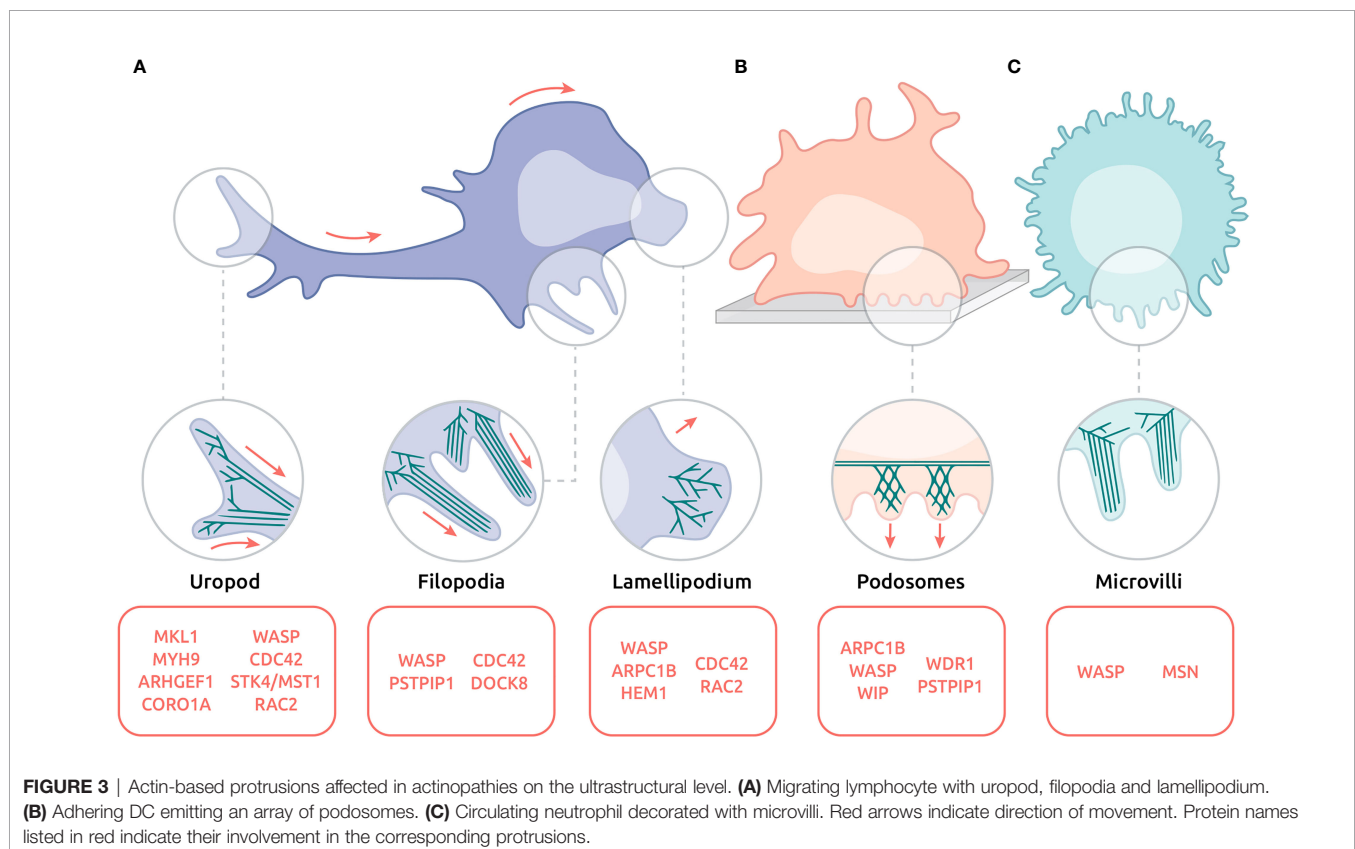 A
B
C
Uropod
Filopodia
Lamellipodium
Podosomes
Microvilli
MKL1
MYH9
ARHGEF1
CORO1A
WASP
CDC42
STK4/MST1
RAC2
WASP
PSTPIP1
CDC42
DOCK8
WASP
ARPC1B
HEM1
CDC42
RAC2
ARPC1B
WASP
WIP
WDR1
PSTPIP1
WASP
MSN
FIGURE 3 | Actin-based protrusions affected in actinopathies on the ultrastructural level. (A) Migrating lymphocyte with uropod, filopodia and lamellipodium.
(B) Adhering DC emitting an array of podosomes. (C) Circulating neutrophil decorated with microvilli. Red arrows indicate direction of movement. Protein names
listed in red indicate their involvement in the corresponding protrusions.